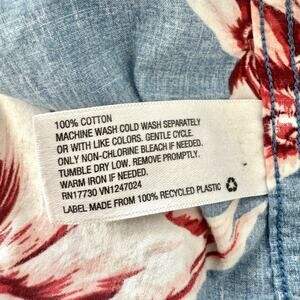 100% COTTON
MACHINE WASH COLD WASH SEPARATELY
OR WITH LIKE COLORS. GENTLE CYCLE.
ONLY NON-CHLORINE BLEACH IF NEEDED.
TUMBLE DRY LOW. REMOVE PROMPTLY.
WARM IRON IF NEEDED.
RN17730 VN1247024
LABEL MADE FROM 100% RECYCLED PLASTIC